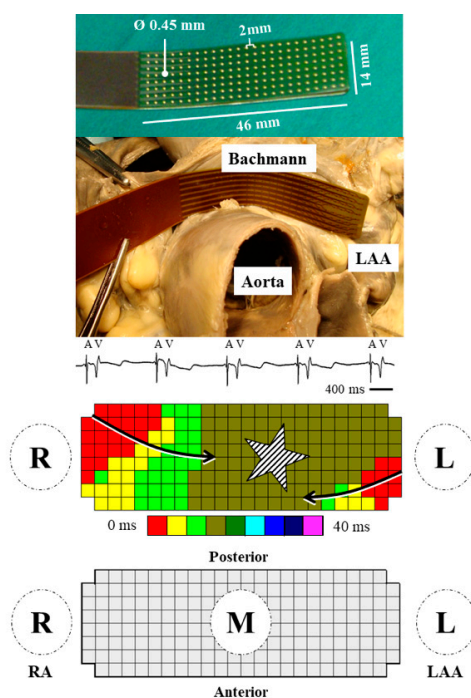 Ø 0.45 mm
2mm
14 mm
46 mm
Bachmann
LAA
Aorta
A V A V A V A V A V
400 ms
R
L
0 ms
40 ms
Posterior
R
M
L
RA
LAA
Anterior